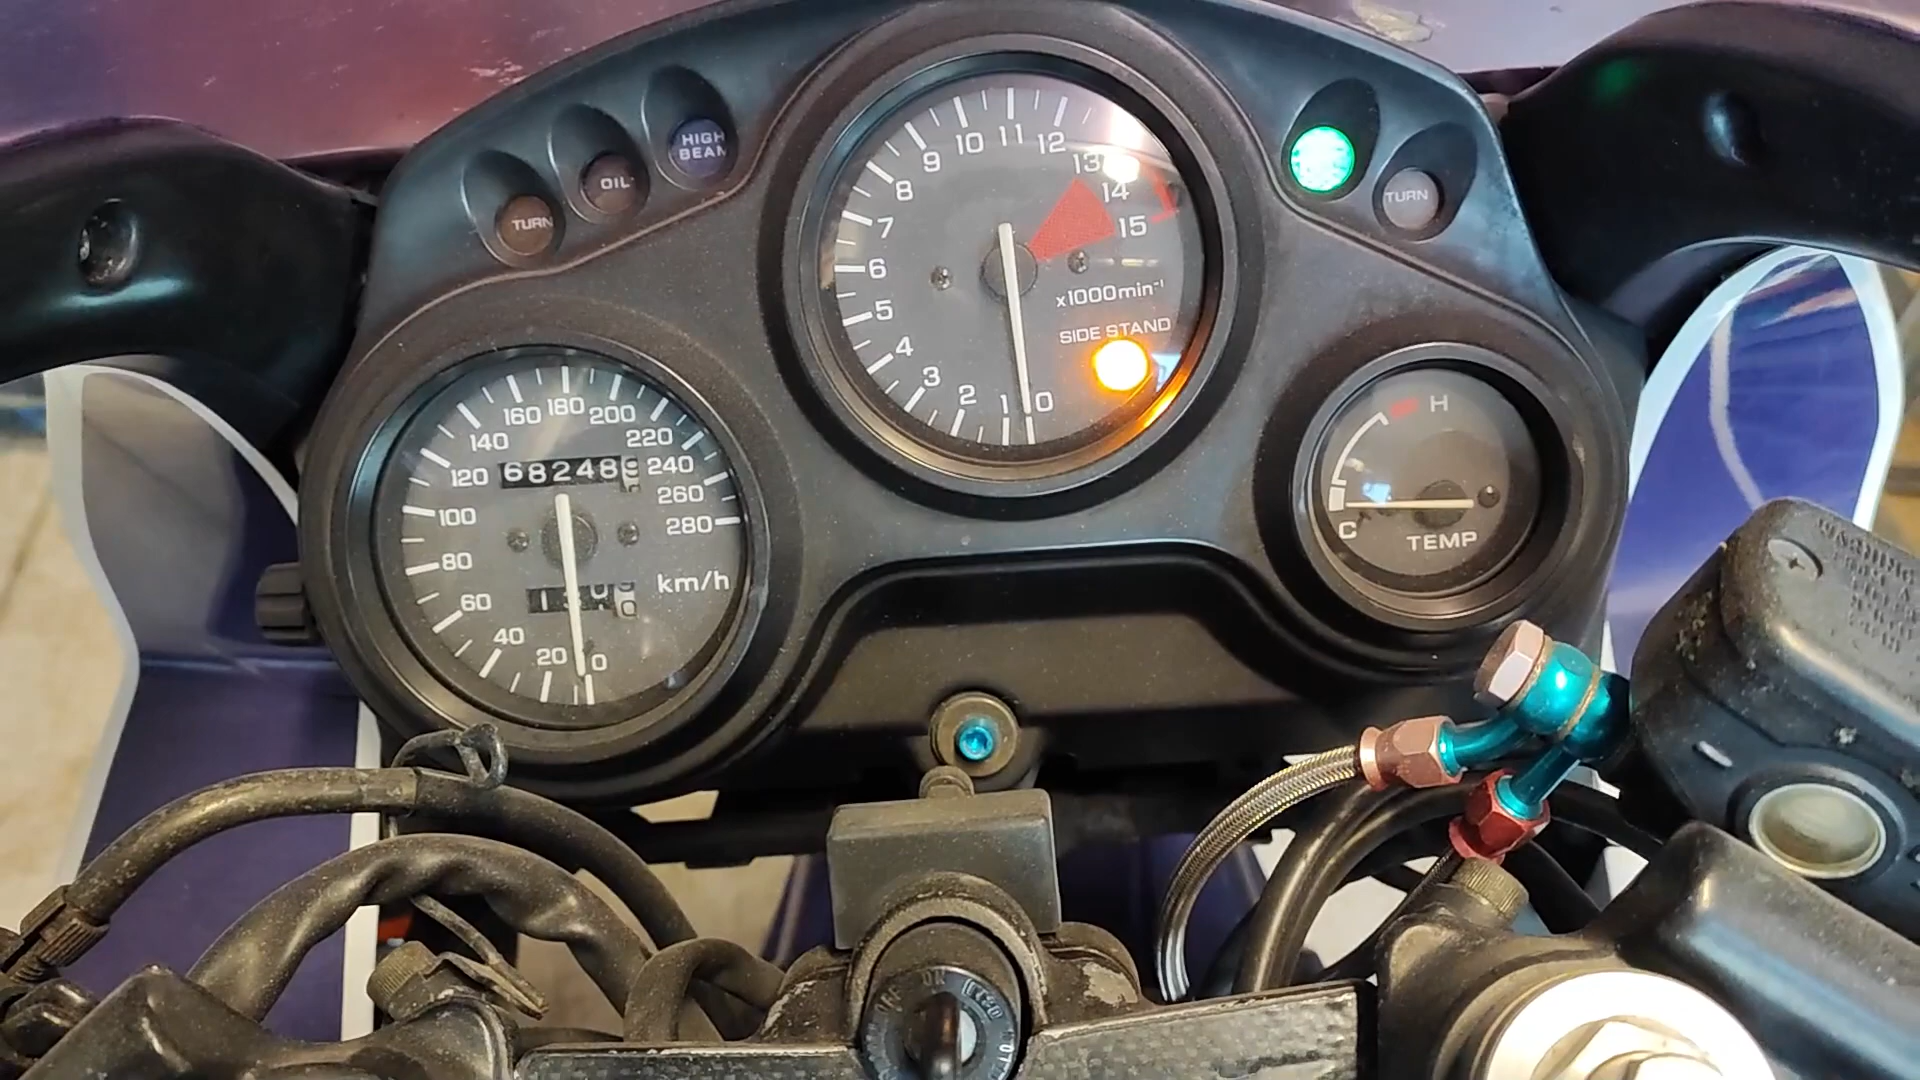 HIGH
BEAM
OIL
TURN
TURN
11
10
12
9
13
8
14
7
15
6
x1000min⁻¹
5
SIDE STAND
4
3
2
1
0
180
160
200
140
220
120
68248
240
260
100
280
80
km/h
60
40
20
0
H
C
TEMP
WARNING
ON